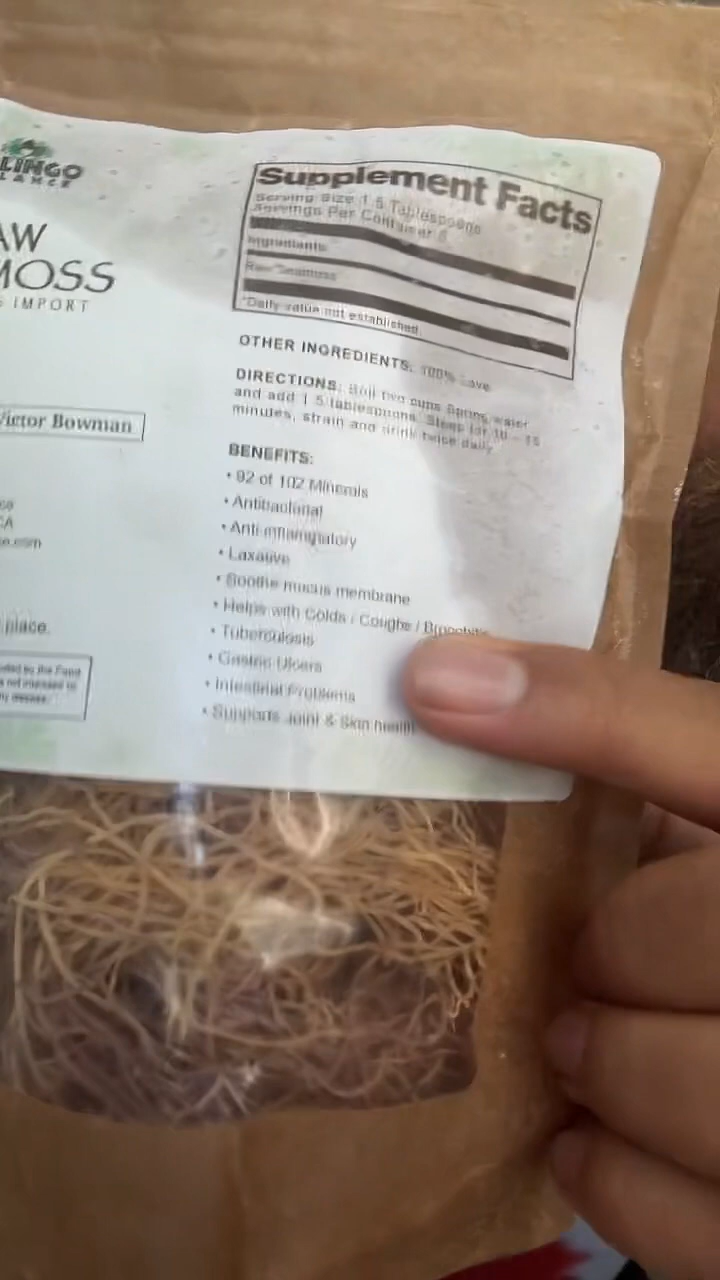 LINGO
LANCE
AW
MOSS
IMPORT
Victor Bowman
CA
place.
Supplement Facts
Serving Size 1.5 Tablespoons
Servings Per Container
Ingredients
Raw Seamoss
*Daily value not established
OTHER INGREDIENTS: 100% Love
DIRECTIONS: Boil two cups Spring water
and add 1.5 tablespoons. Steep for 10 - 15
minutes, strain and drink twice daily
BENEFITS:
• 92 of 102 Minerals
• Antibacterial
• Anti-inflammatory
• Laxative
• Soothe mucus membrane
• Helps with Colds / Coughs / Bronchitis
• Tuberculosis
• Gastric Ulcers
• Intestinal Problems
• Supports Joint & Skin health